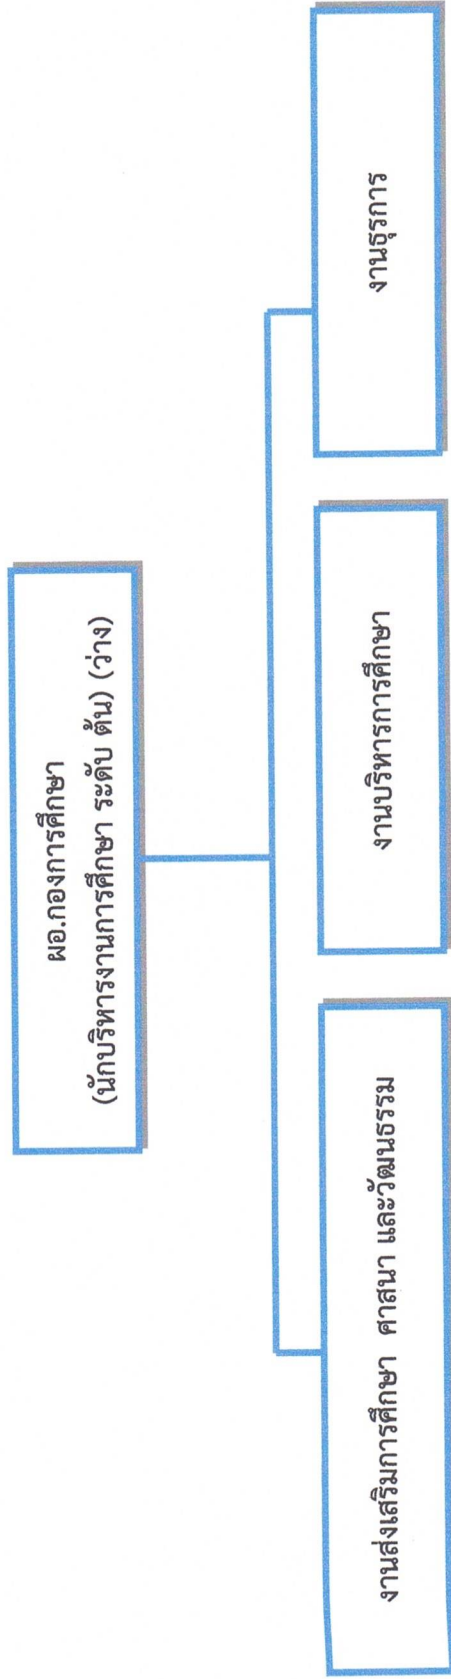 ผอ.กองการศึกษา
(นักบริหารงานการศึกษา ระดับ ต้น) (ว่าง)
งานส่งเสริมการศึกษา ศาสนา และวัฒนธรรม
งานบริหารการศึกษา
งานธุรการ